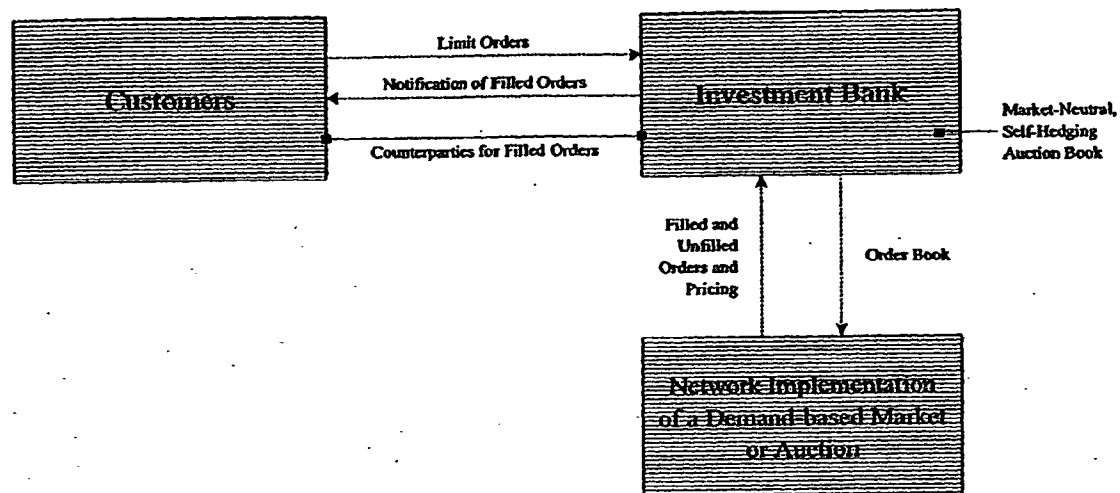 Customers
Limit Orders
Notification of Filled Orders
Counterparties for Filled Orders
Investment Bank
Market-Neutral,
Self-Hedging
Auction Book
Filled and
Unfilled
Orders and
Pricing
Order Book
Network Implementation
of a Demand-based Market
or Auction